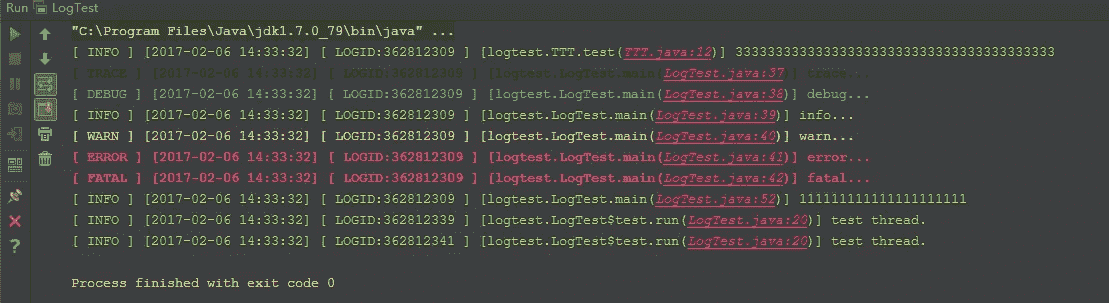 Run LogTest
"C:\Program Files\Java\jdk1.7.0_79\bin\java" ...
[ INFO ] [2017-02-06 14:33:32] [ LOGID:362812309 ] [logtest.TTT.test(TTT.java:12)] 3333333333333333333333333333333333333333
[ TRACE ] [2017-02-06 14:33:32] [ LOGID:362812309 ] [logtest.LogTest.main(LogTest.java:37)] trace...
[ DEBUG ] [2017-02-06 14:33:32] [ LOGID:362812309 ] [logtest.LogTest.main(LogTest.java:38)] debug...
[ INFO ] [2017-02-06 14:33:32] [ LOGID:362812309 ] [logtest.LogTest.main(LogTest.java:39)] info...
[ WARN ] [2017-02-06 14:33:32] [ LOGID:362812309 ] [logtest.LogTest.main(LogTest.java:40)] warn...
[ ERROR ] [2017-02-06 14:33:32] [ LOGID:362812309 ] [logtest.LogTest.main(LogTest.java:41)] error...
[ FATAL ] [2017-02-06 14:33:32] [ LOGID:362812309 ] [logtest.LogTest.main(LogTest.java:42)] fatal...
[ INFO ] [2017-02-06 14:33:32] [ LOGID:362812309 ] [logtest.LogTest.main(LogTest.java:52)] 111111111111111111111
[ INFO ] [2017-02-06 14:33:32] [ LOGID:362812339 ] [logtest.LogTest$test.run(LogTest.java:20)] test thread.
[ INFO ] [2017-02-06 14:33:32] [ LOGID:362812341 ] [logtest.LogTest$test.run(LogTest.java:20)] test thread.
Process finished with exit code 0